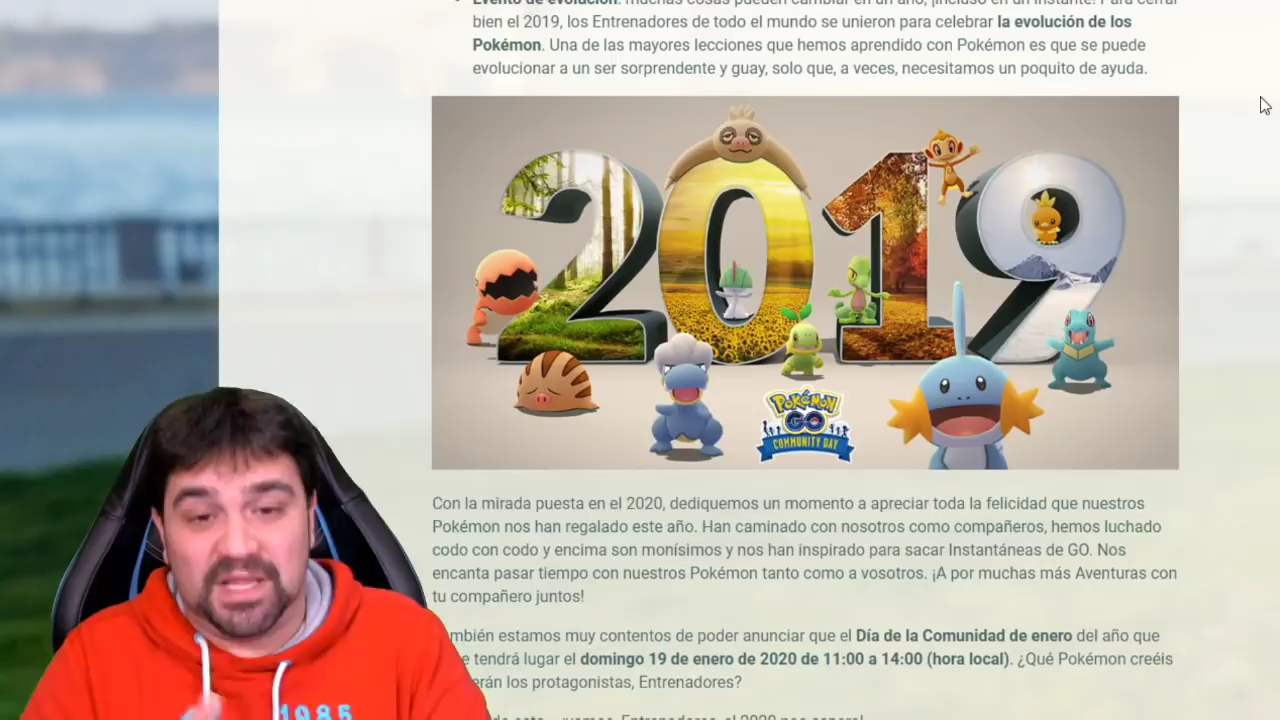 Evento de evolución: muchas cosas pueden cambiar en un año, ¡incluso en un instante! Para cerrar
bien el 2019, los Entrenadores de todo el mundo se unieron para celebrar la evolución de los
Pokémon. Una de las mayores lecciones que hemos aprendido con Pokémon es que se puede
evolucionar a un ser sorprendente y guay, solo que, a veces, necesitamos un poquito de ayuda.
2019
POKÉMON
GO
COMMUNITY DAY
Con la mirada puesta en el 2020, dediquemos un momento a apreciar toda la felicidad que nuestros
Pokémon nos han regalado este año. Han caminado con nosotros como compañeros, hemos luchado
codo con codo y encima son monísimos y nos han inspirado para sacar Instantáneas de GO. Nos
encanta pasar tiempo con nuestros Pokémon tanto como a vosotros. ¡A por muchas más Aventuras con
tu compañero juntos!
mbién estamos muy contentos de poder anunciar que el Día de la Comunidad de enero del año que
e tendrá lugar el domingo 19 de enero de 2020 de 11:00 a 14:00 (hora local). ¿Qué Pokémon creéis
erán los protagonistas, Entrenadores?
1985